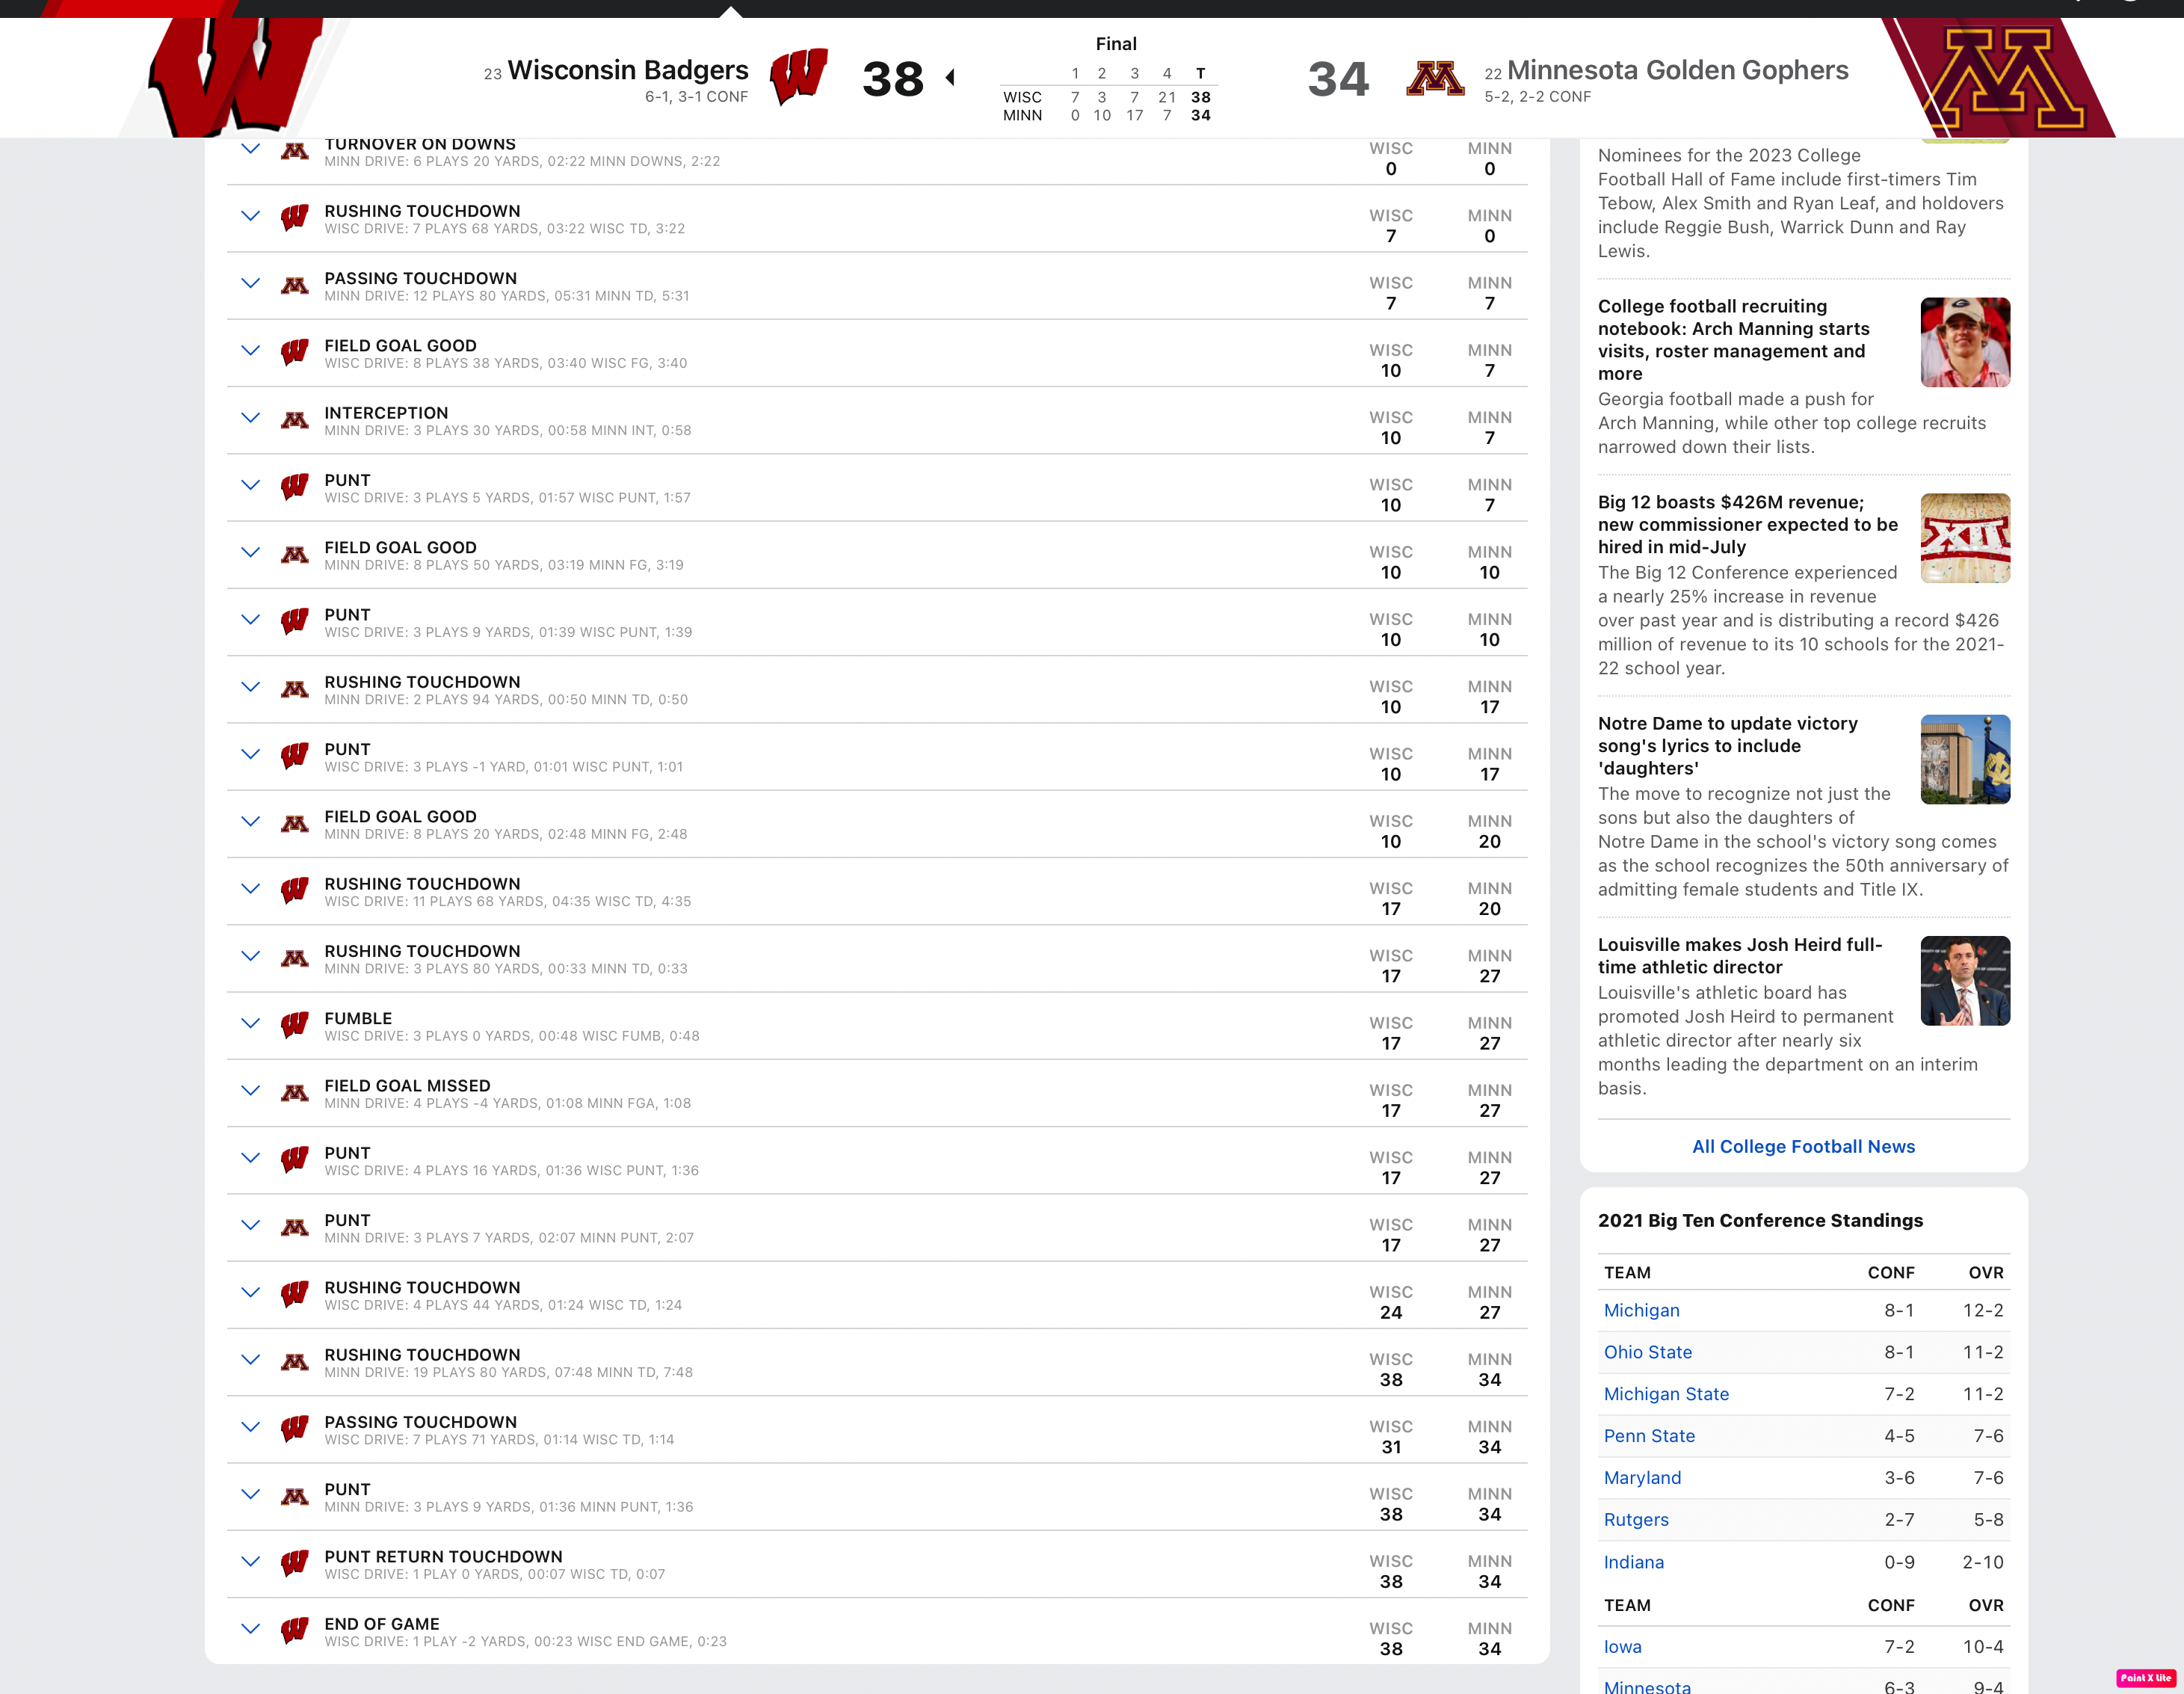 23 Wisconsin Badgers
6-1, 3-1 CONF
38
Final
1 2 3 4 T
WISC 7 3 7 21 38
MINN 0 10 17 7 34
34
22 Minnesota Golden Gophers
5-2, 2-2 CONF
TURNOVER ON DOWNS
MINN DRIVE: 6 PLAYS 20 YARDS, 02:22 MINN DOWNS, 2:22
WISC MINN
0 0
RUSHING TOUCHDOWN
WISC DRIVE: 7 PLAYS 68 YARDS, 03:22 WISC TD, 3:22
WISC MINN
7 0
PASSING TOUCHDOWN
MINN DRIVE: 12 PLAYS 80 YARDS, 05:31 MINN TD, 5:31
WISC MINN
7 7
FIELD GOAL GOOD
WISC DRIVE: 8 PLAYS 38 YARDS, 03:40 WISC FG, 3:40
WISC MINN
10 7
INTERCEPTION
MINN DRIVE: 3 PLAYS 30 YARDS, 00:58 MINN INT, 0:58
WISC MINN
10 7
PUNT
WISC DRIVE: 3 PLAYS 5 YARDS, 01:57 WISC PUNT, 1:57
WISC MINN
10 7
FIELD GOAL GOOD
MINN DRIVE: 8 PLAYS 50 YARDS, 03:19 MINN FG, 3:19
WISC MINN
10 10
PUNT
WISC DRIVE: 3 PLAYS 9 YARDS, 01:39 WISC PUNT, 1:39
WISC MINN
10 10
RUSHING TOUCHDOWN
MINN DRIVE: 2 PLAYS 94 YARDS, 00:50 MINN TD, 0:50
WISC MINN
10 17
PUNT
WISC DRIVE: 3 PLAYS -1 YARD, 01:01 WISC PUNT, 1:01
WISC MINN
10 17
FIELD GOAL GOOD
MINN DRIVE: 8 PLAYS 20 YARDS, 02:48 MINN FG, 2:48
WISC MINN
10 20
RUSHING TOUCHDOWN
WISC DRIVE: 11 PLAYS 68 YARDS, 04:35 WISC TD, 4:35
WISC MINN
17 20
RUSHING TOUCHDOWN
MINN DRIVE: 3 PLAYS 80 YARDS, 00:33 MINN TD, 0:33
WISC MINN
17 27
FUMBLE
WISC DRIVE: 3 PLAYS 0 YARDS, 00:48 WISC FUMB, 0:48
WISC MINN
17 27
FIELD GOAL MISSED
MINN DRIVE: 4 PLAYS -4 YARDS, 01:08 MINN FGA, 1:08
WISC MINN
17 27
PUNT
WISC DRIVE: 4 PLAYS 16 YARDS, 01:36 WISC PUNT, 1:36
WISC MINN
17 27
PUNT
MINN DRIVE: 3 PLAYS 7 YARDS, 02:07 MINN PUNT, 2:07
WISC MINN
17 27
RUSHING TOUCHDOWN
WISC DRIVE: 4 PLAYS 44 YARDS, 01:24 WISC TD, 1:24
WISC MINN
24 27
RUSHING TOUCHDOWN
MINN DRIVE: 19 PLAYS 80 YARDS, 07:48 MINN TD, 7:48
WISC MINN
38 34
PASSING TOUCHDOWN
WISC DRIVE: 7 PLAYS 71 YARDS, 01:14 WISC TD, 1:14
WISC MINN
31 34
PUNT
MINN DRIVE: 3 PLAYS 9 YARDS, 01:36 MINN PUNT, 1:36
WISC MINN
38 34
PUNT RETURN TOUCHDOWN
WISC DRIVE: 1 PLAY 0 YARDS, 00:07 WISC TD, 0:07
WISC MINN
38 34
END OF GAME
WISC DRIVE: 1 PLAY -2 YARDS, 00:23 WISC END GAME, 0:23
WISC MINN
38 34
Nominees for the 2023 College
Football Hall of Fame include first-timers Tim
Tebow, Alex Smith and Ryan Leaf, and holdovers
include Reggie Bush, Warrick Dunn and Ray
Lewis.
College football recruiting
notebook: Arch Manning starts
visits, roster management and
more
Georgia football made a push for
Arch Manning, while other top college recruits
narrowed down their lists.
Big 12 boasts $426M revenue;
new commissioner expected to be
hired in mid-July
The Big 12 Conference experienced
a nearly 25% increase in revenue
over past year and is distributing a record $426
million of revenue to its 10 schools for the 2021-
22 school year.
Notre Dame to update victory
song's lyrics to include
'daughters'
The move to recognize not just the
sons but also the daughters of
Notre Dame in the school's victory song comes
as the school recognizes the 50th anniversary of
admitting female students and Title IX.
Louisville makes Josh Heird full-
time athletic director
Louisville's athletic board has
promoted Josh Heird to permanent
athletic director after nearly six
months leading the department on an interim
basis.
All College Football News
2021 Big Ten Conference Standings
TEAM CONF OVR
Michigan 8-1 12-2
Ohio State 8-1 11-2
Michigan State 7-2 11-2
Penn State 4-5 7-6
Maryland 3-6 7-6
Rutgers 2-7 5-8
Indiana 0-9 2-10
TEAM CONF OVR
Iowa 7-2 10-4
Minnesota 6-3 9-4
Paint X lite